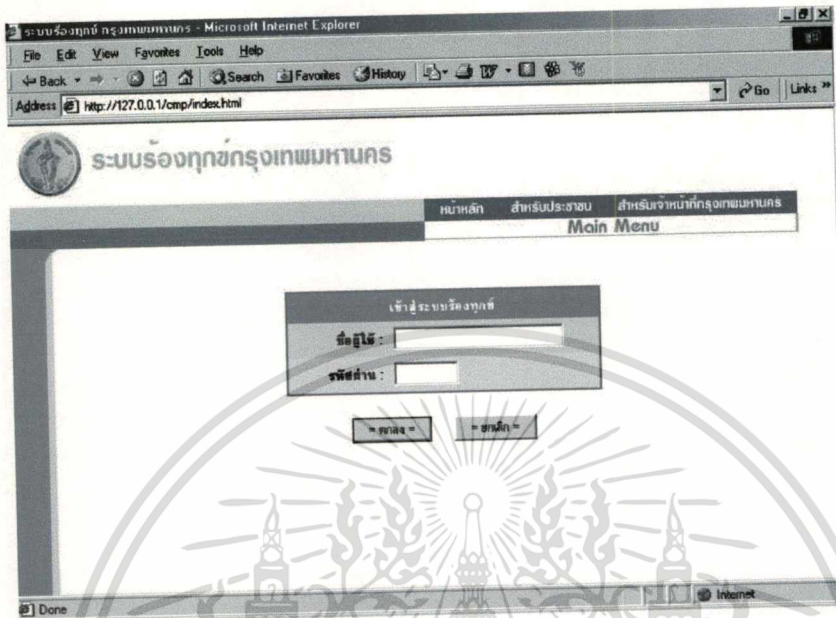 ระบบร้องทุกข์ กรุงเทพมหานคร - Microsoft Internet Explorer
File Edit View Favorites Tools Help
Back Search Favorites History
Address http://127.0.0.1/cmp/index.html Go Links »
ระบบร้องทุกข์กรุงเทพมหานคร
หน้าหลัก สำหรับประชาชน สำหรับเจ้าหน้าที่กรุงเทพมหานคร
Main Menu
เข้าสู่ระบบร้องทุกข์
ชื่อผู้ใช้ :
รหัสผ่าน :
= ตกลง = = ยกเลิก =
Done Internet